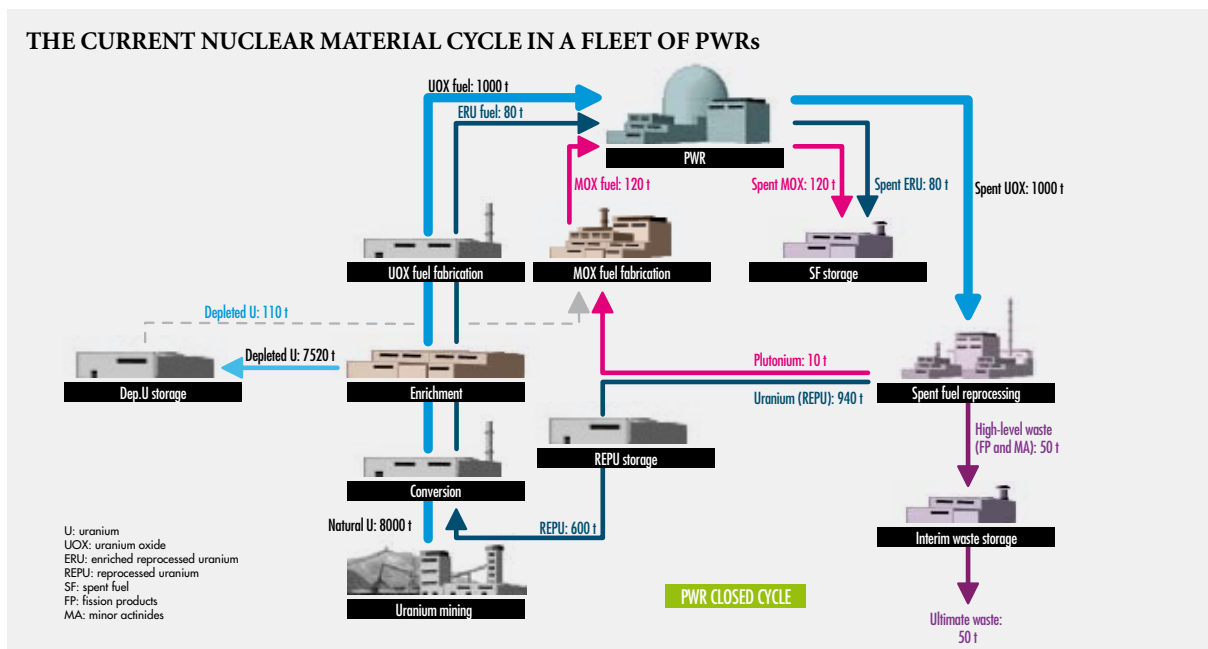 THE CURRENT NUCLEAR MATERIAL CYCLE IN A FLEET OF PWRs
UOX fuel: 1000 t
ERU fuel: 80 t
PWR
MOX fuel: 120 t
Spent MOX: 120 t
Spent ERU: 80 t
Spent UOX: 1000 t
UOX fuel fabrication
MOX fuel fabrication
SF storage
Depleted U: 110 t
Depleted U: 7520 t
Plutonium: 10 t
Dep.U storage
Enrichment
Uranium (REPU): 940 t
Spent fuel reprocessing
High-level waste
(FP and MA): 50 t
REPU storage
Conversion
Natural U: 8000 t
REPU: 600 t
Interim waste storage
U: uranium
UOX: uranium oxide
ERU: enriched reprocessed uranium
REPU: reprocessed uranium
SF: spent fuel
FP: fission products
MA: minor actinides
Uranium mining
PWR CLOSED CYCLE
Ultimate waste:
50 t